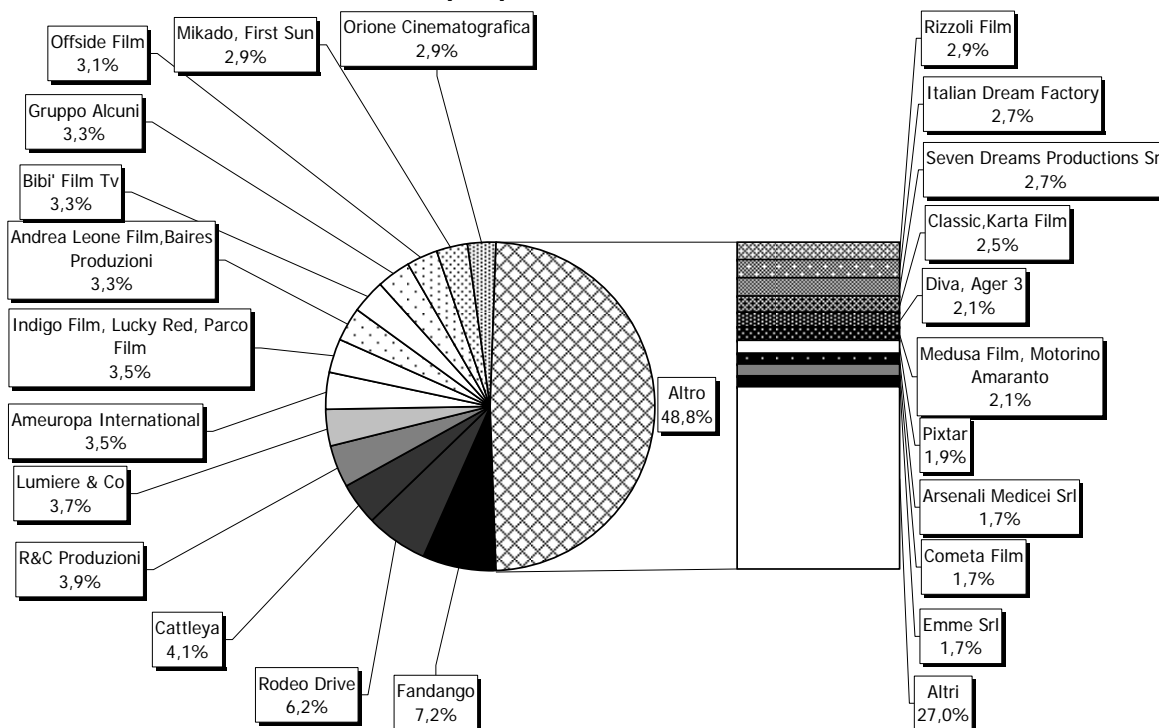 Orione Cinematografica
2,9%
Mikado, First Sun
2,9%
Offside Film
3,1%
Gruppo Alcuni
3,3%
Bibi' Film Tv
3,3%
Andrea Leone Film,Baires
Produzioni
3,3%
Indigo Film, Lucky Red, Parco
Film
3,5%
Ameuropa International
3,5%
Lumiere & Co
3,7%
R&C Produzioni
3,9%
Cattleya
4,1%
Rodeo Drive
6,2%
Fandango
7,2%
Altro
48,8%
Rizzoli Film
2,9%
Italian Dream Factory
2,7%
Seven Dreams Productions Sr
2,7%
Classic,Karta Film
2,5%
Diva, Ager 3
2,1%
Medusa Film, Motorino
Amaranto
2,1%
Pixtar
1,9%
Arsenali Medicei Srl
1,7%
Cometa Film
1,7%
Emme Srl
1,7%
Altri
27,0%